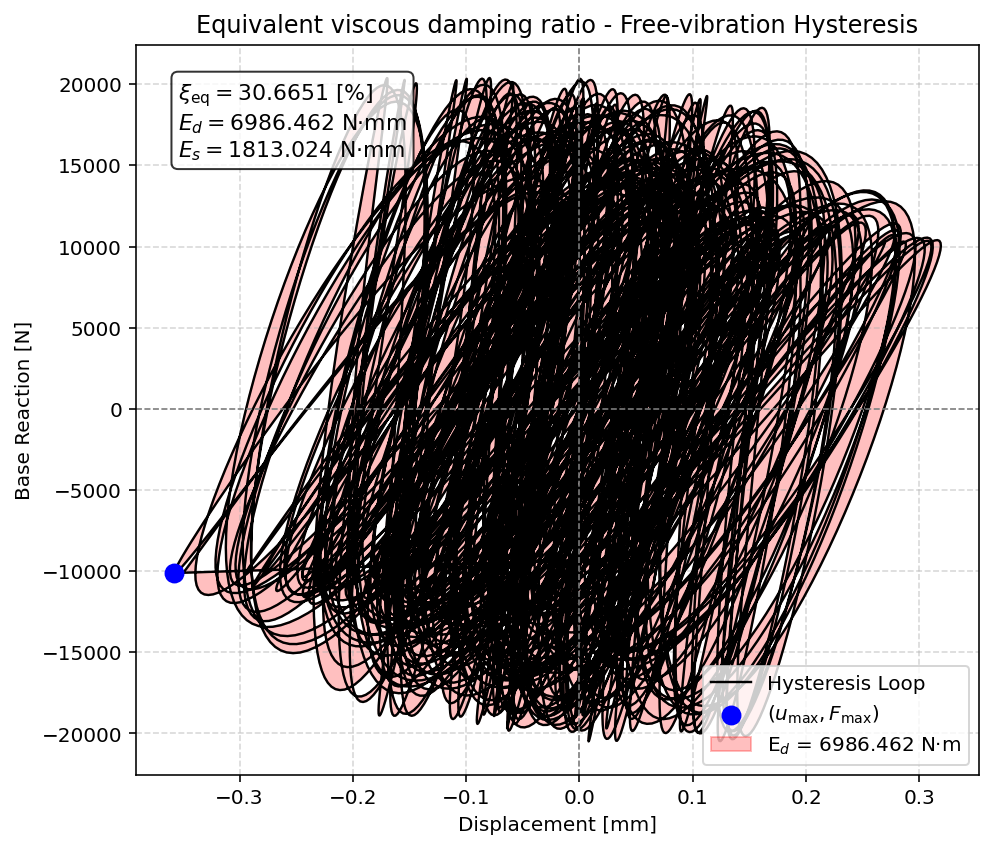 Equivalent viscous damping ratio - Free-vibration Hysteresis
ξeq = 30.6651 [%]
Ed = 6986.462 N·mm
Es = 1813.024 N·mm
Base Reaction [N]
20000
15000
10000
5000
0
−5000
−10000
−15000
−20000
Hysteresis Loop
(umax, Fmax)
Ed = 6986.462 N·m
−0.3 −0.2 −0.1 0.0 0.1 0.2 0.3
Displacement [mm]